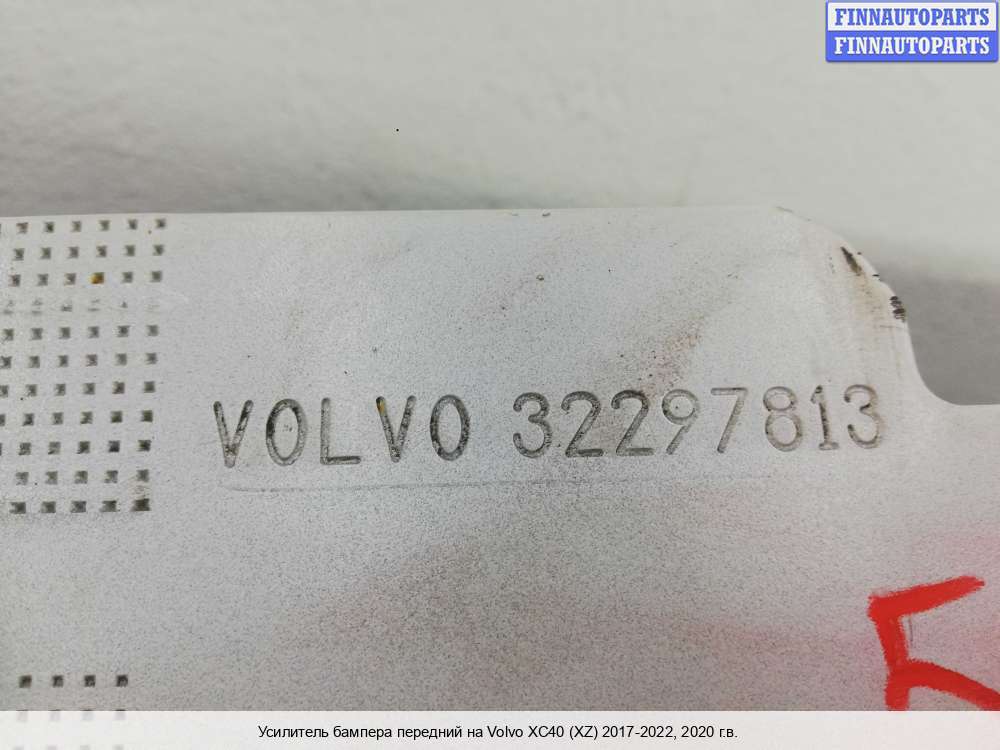 FINNAUTOPARTS
FINNAUTOPARTS
VOLVO 32297813
Усилитель бампера передний на Volvo XC40 (XZ) 2017-2022, 2020 г.в.